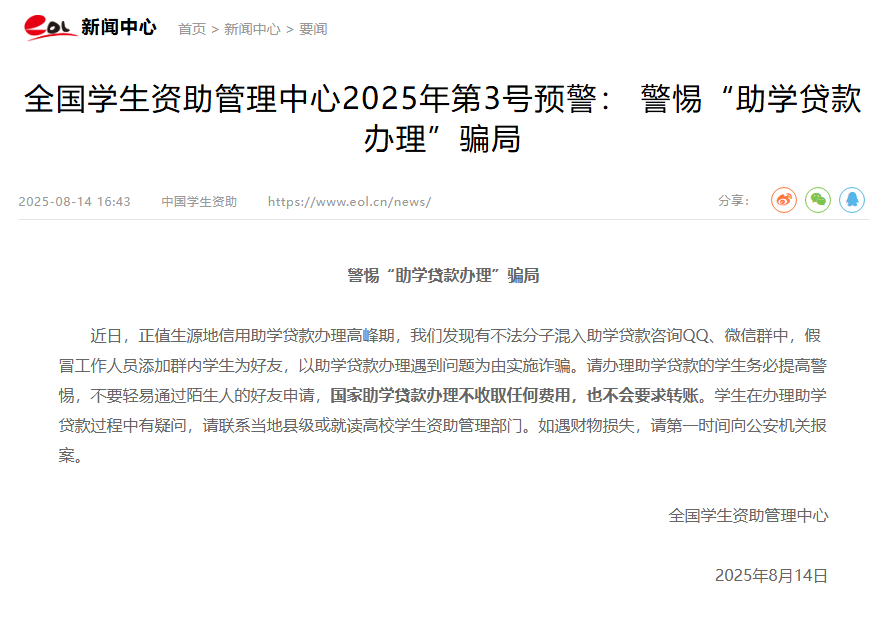 eoL 新闻中心 首页 > 新闻中心 > 要闻
全国学生资助管理中心2025年第3号预警： 警惕“助学贷款
办理”骗局
2025-08-14 16:43 中国学生资助 https://www.eol.cn/news/ 分享：
警惕“助学贷款办理”骗局
近日，正值生源地信用助学贷款办理高峰期，我们发现有不法分子混入助学贷款咨询QQ、微信群中，假
冒工作人员添加群内学生为好友，以助学贷款办理遇到问题为由实施诈骗。请办理助学贷款的学生务必提高警
惕，不要轻易通过陌生人的好友申请，国家助学贷款办理不收取任何费用，也不会要求转账。学生在办理助学
贷款过程中有疑问，请联系当地县级或就读高校学生资助管理部门。如遇财物损失，请第一时间向公安机关报
案。
全国学生资助管理中心
2025年8月14日